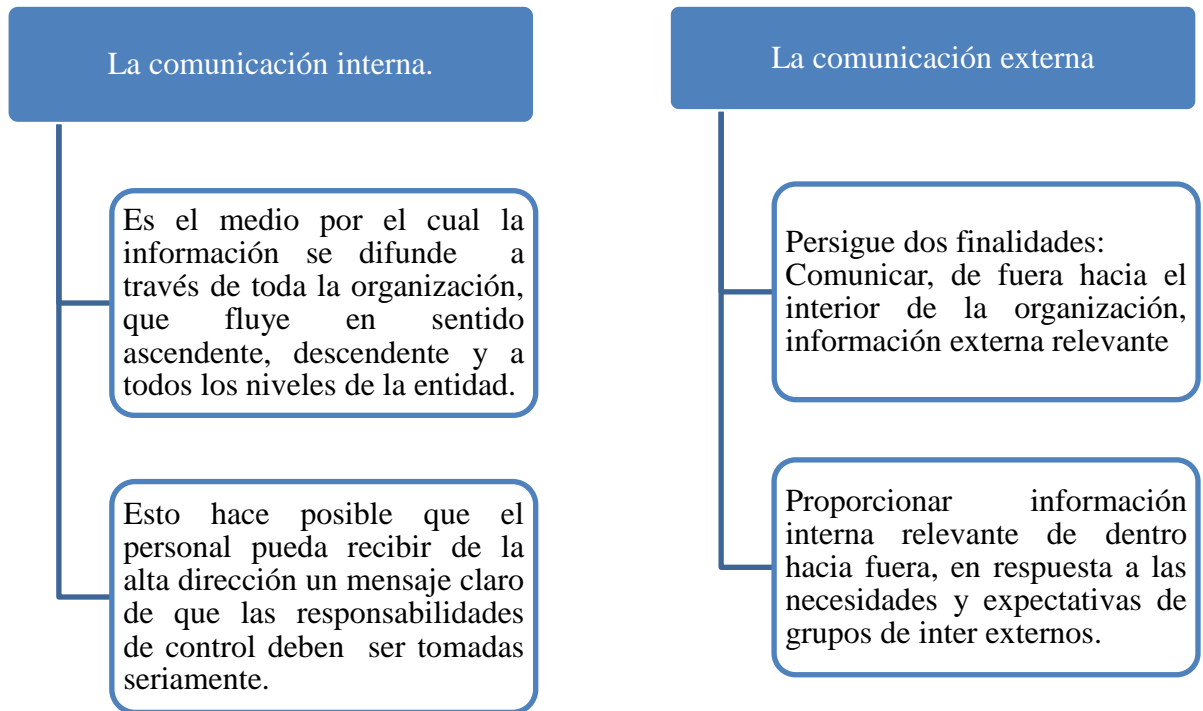 La comunicación interna.
Es el medio por el cual la
información se difunde a
través de toda la organización,
que fluye en sentido
ascendente, descendente y a
todos los niveles de la entidad.
Esto hace posible que el
personal pueda recibir de la
alta dirección un mensaje claro
de que las responsabilidades
de control deben ser tomadas
seriamente.
La comunicación externa
Persigue dos finalidades:
Comunicar, de fuera hacia el
interior de la organización,
información externa relevante
Proporcionar información
interna relevante de dentro
hacia fuera, en respuesta a las
necesidades y expectativas de
grupos de inter externos.